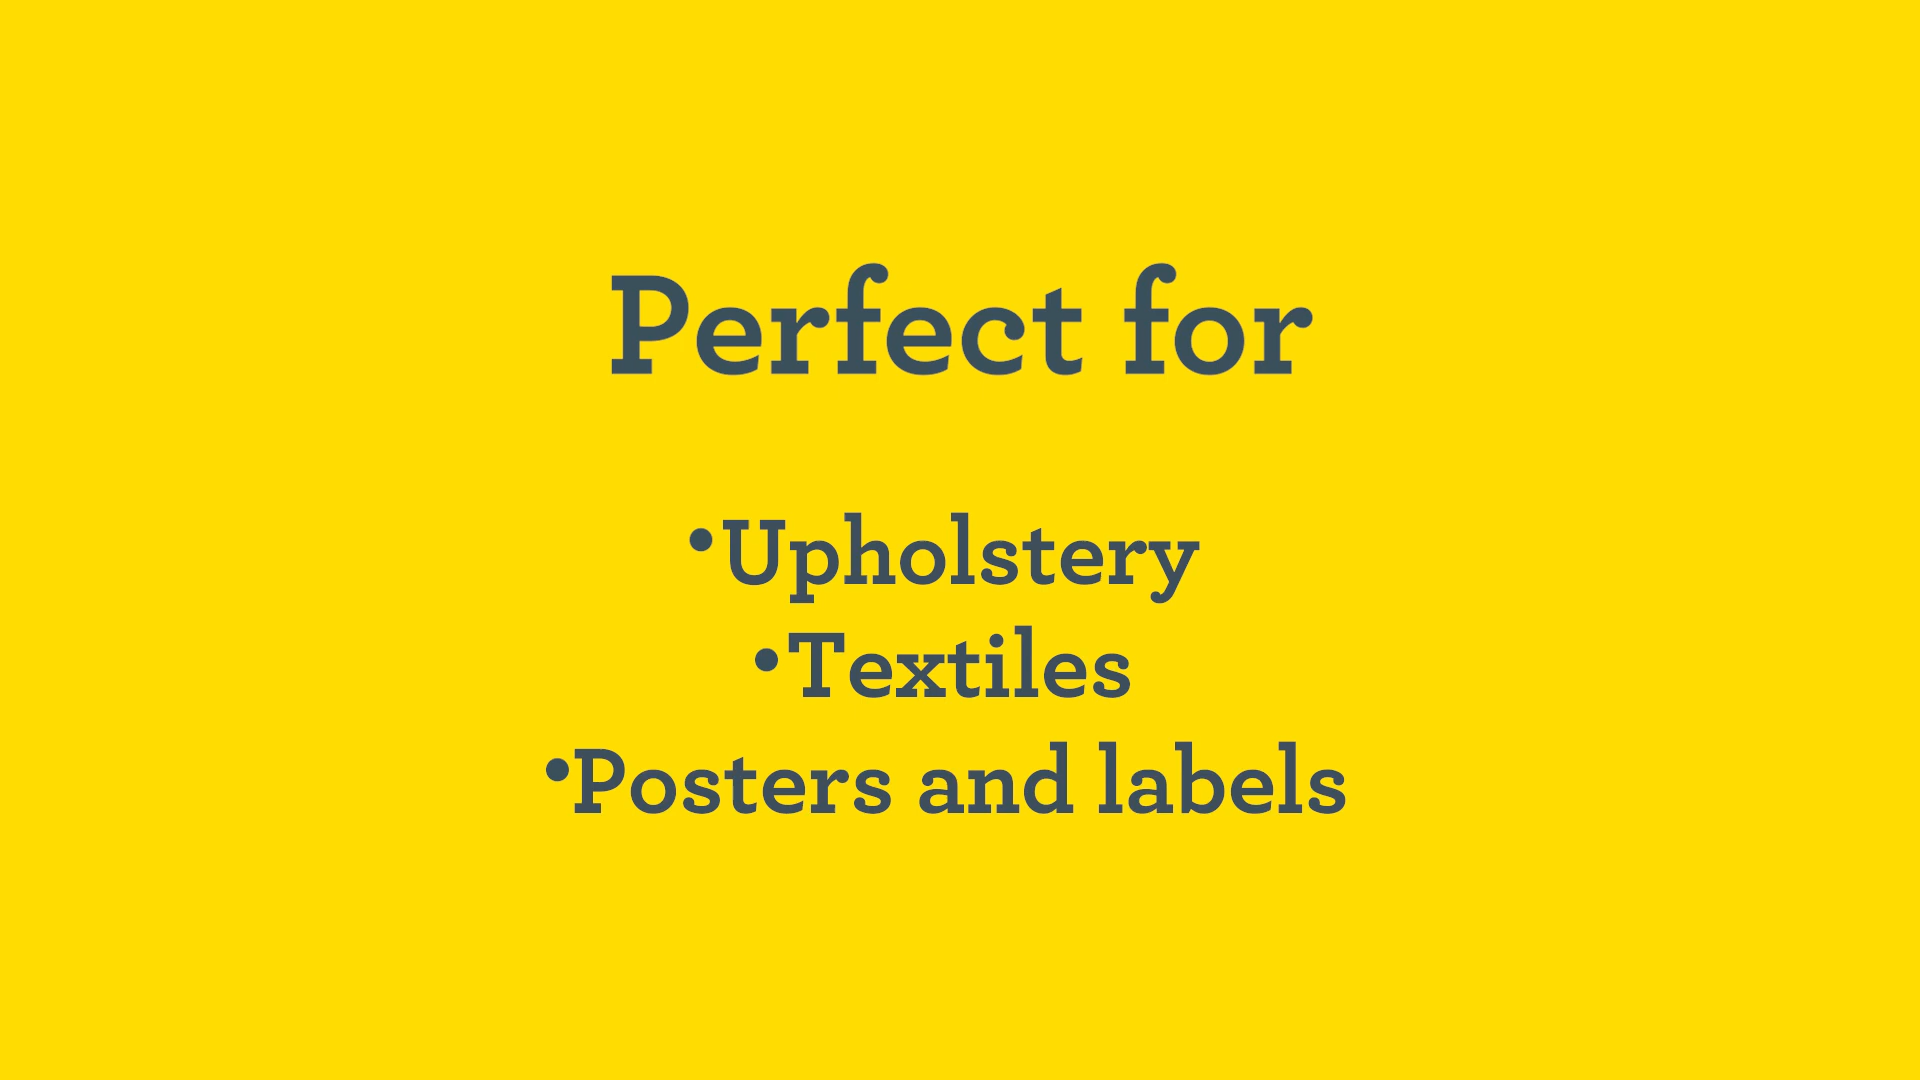 Perfect for
•Upholstery
•Textiles
•Posters and labels